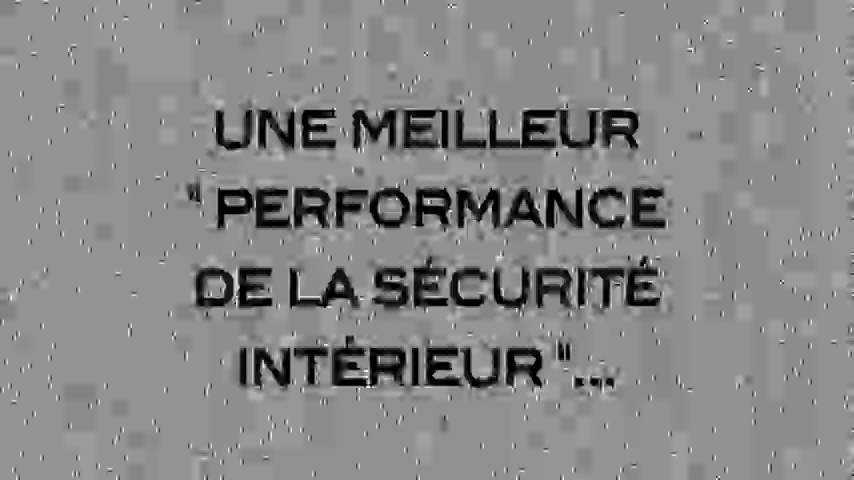 UNE MEILLEUR
" PERFORMANCE
DE LA SÉCURITÉ
INTÉRIEUR "...